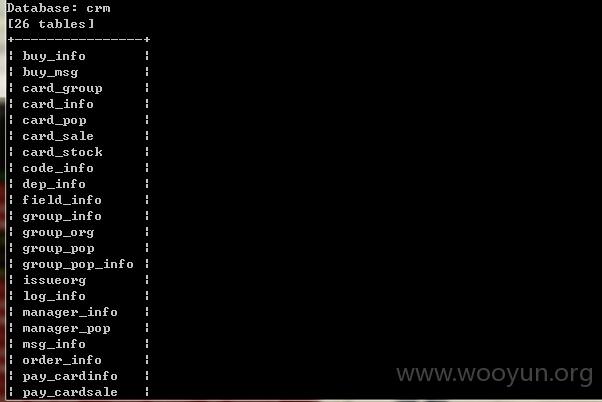 Database: crm
[26 tables]
+----------------+
¦ buy_info       ¦
¦ buy_msg        ¦
¦ card_group     ¦
¦ card_info      ¦
¦ card_pop       ¦
¦ card_sale      ¦
¦ card_stock     ¦
¦ code_info      ¦
¦ dep_info       ¦
¦ field_info     ¦
¦ group_info     ¦
¦ group_org      ¦
¦ group_pop      ¦
¦ group_pop_info ¦
¦ issueorg       ¦
¦ log_info       ¦
¦ manager_info   ¦
¦ manager_pop    ¦
¦ msg_info       ¦
¦ order_info     ¦
¦ pay_cardinfo   ¦
¦ pay_cardsale   ¦
www.wooyun.org